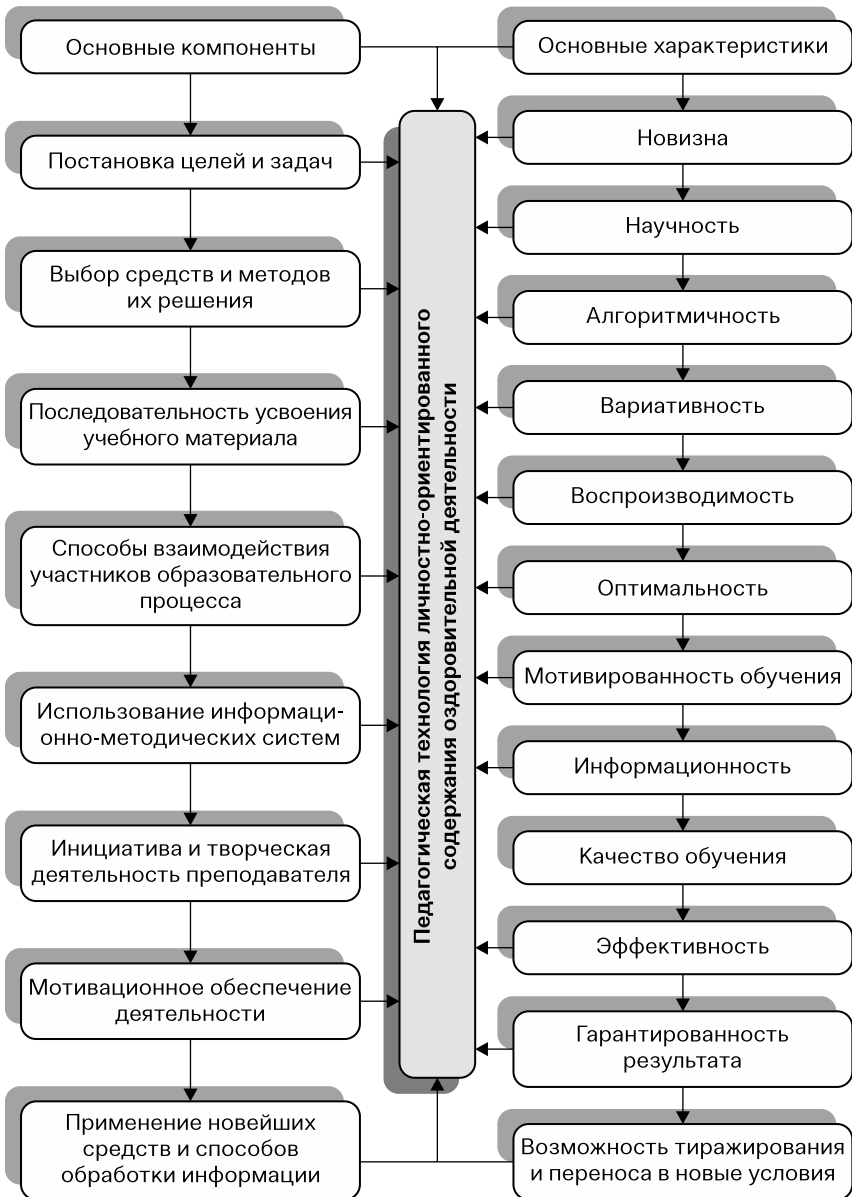 Основные компоненты
Постановка целей и задач
Выбор средств и методов
их решения
Последовательность усвоения
учебного материала
Способы взаимодействия
участников образовательного
процесса
Использование информаци-
онно-методических систем
Инициатива и творческая
деятельность преподавателя
Мотивационное обеспечение
деятельности
Применение новейших
средств и способов
обработки информации
Педагогическая технология личностно-ориентированного
содержания оздоровительной деятельности
Основные характеристики
Новизна
Научность
Алгоритмичность
Вариативность
Воспроизводимость
Оптимальность
Мотивированность обучения
Информационность
Качество обучения
Эффективность
Гарантированность
результата
Возможность тиражирования
и переноса в новые условия